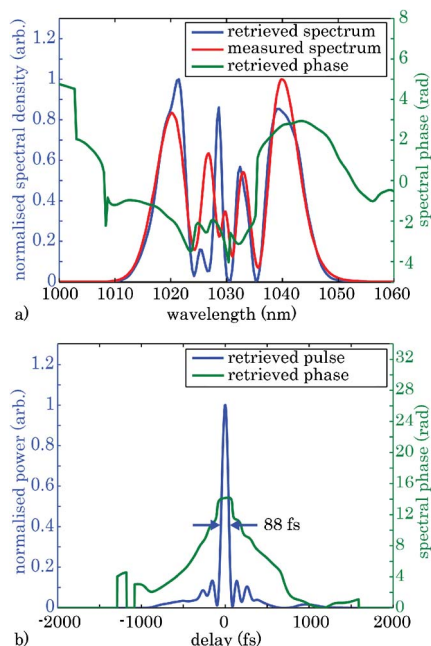 retrieved spectrum
measured spectrum
retrieved phase
normalised spectral density (arb.)
1.2
1
0.8
0.6
0.4
0.2
0
8
6
4
2
0
-2
-4
spectral phase (rad)
1000 1010 1020 1030 1040 1050 1060
wavelength (nm)
a)
retrieved pulse
retrieved phase
normalised power (arb.)
1.2
1
0.8
0.6
0.4
0.2
0
32
28
24
20
16
12
8
4
0
spectral phase (rad)
88 fs
-2000 -1000 0 1000 2000
delay (fs)
b)